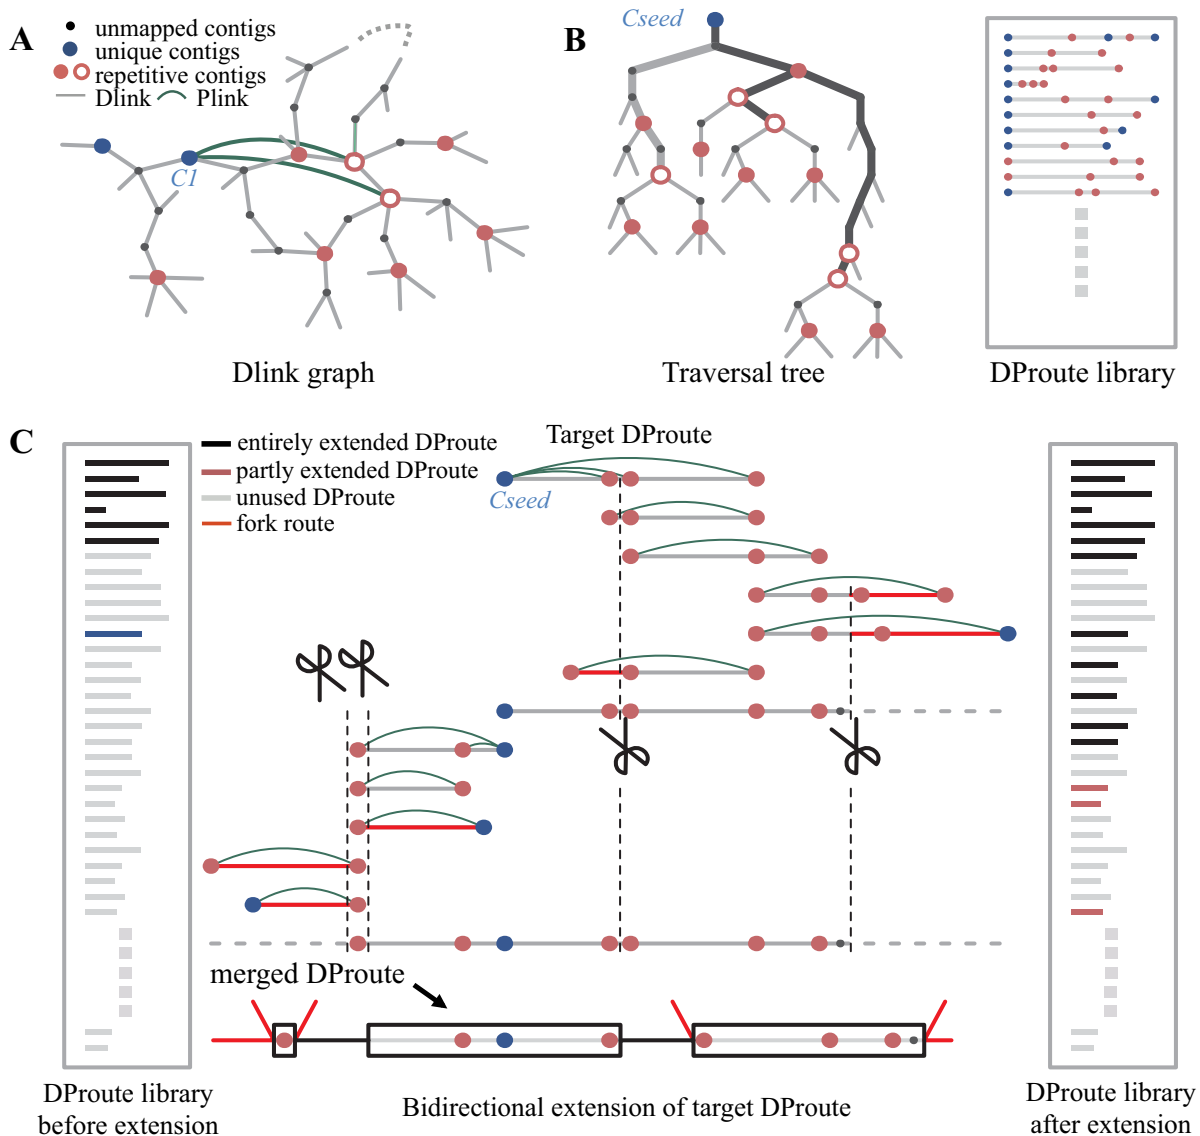 A
unmapped contigs
unique contigs
repetitive contigs
Dlink
Plink
C1
Dlink graph
B
Cseed
Traversal tree
DProute library
C
entirely extended DProute
partly extended DProute
unused DProute
fork route
Target DProute
Cseed
merged DProute
DProute library
before extension
Bidirectional extension of target DProute
DProute library
after extension